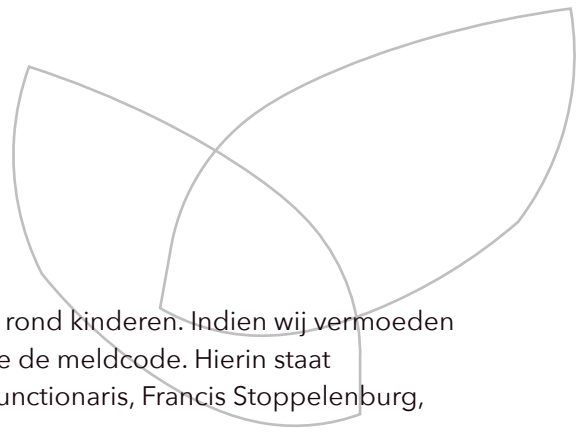 rond kinderen. Indien wij vermoeden
e de meldcode. Hierin staat
unctionaris, Francis Stoppelenburg,